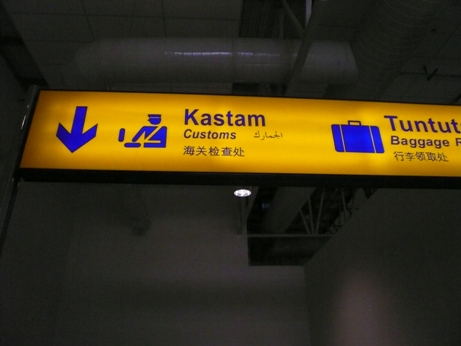 Kastam
Customs الجمارك
海关检查处
Tuntut
Baggage R
行李领取处